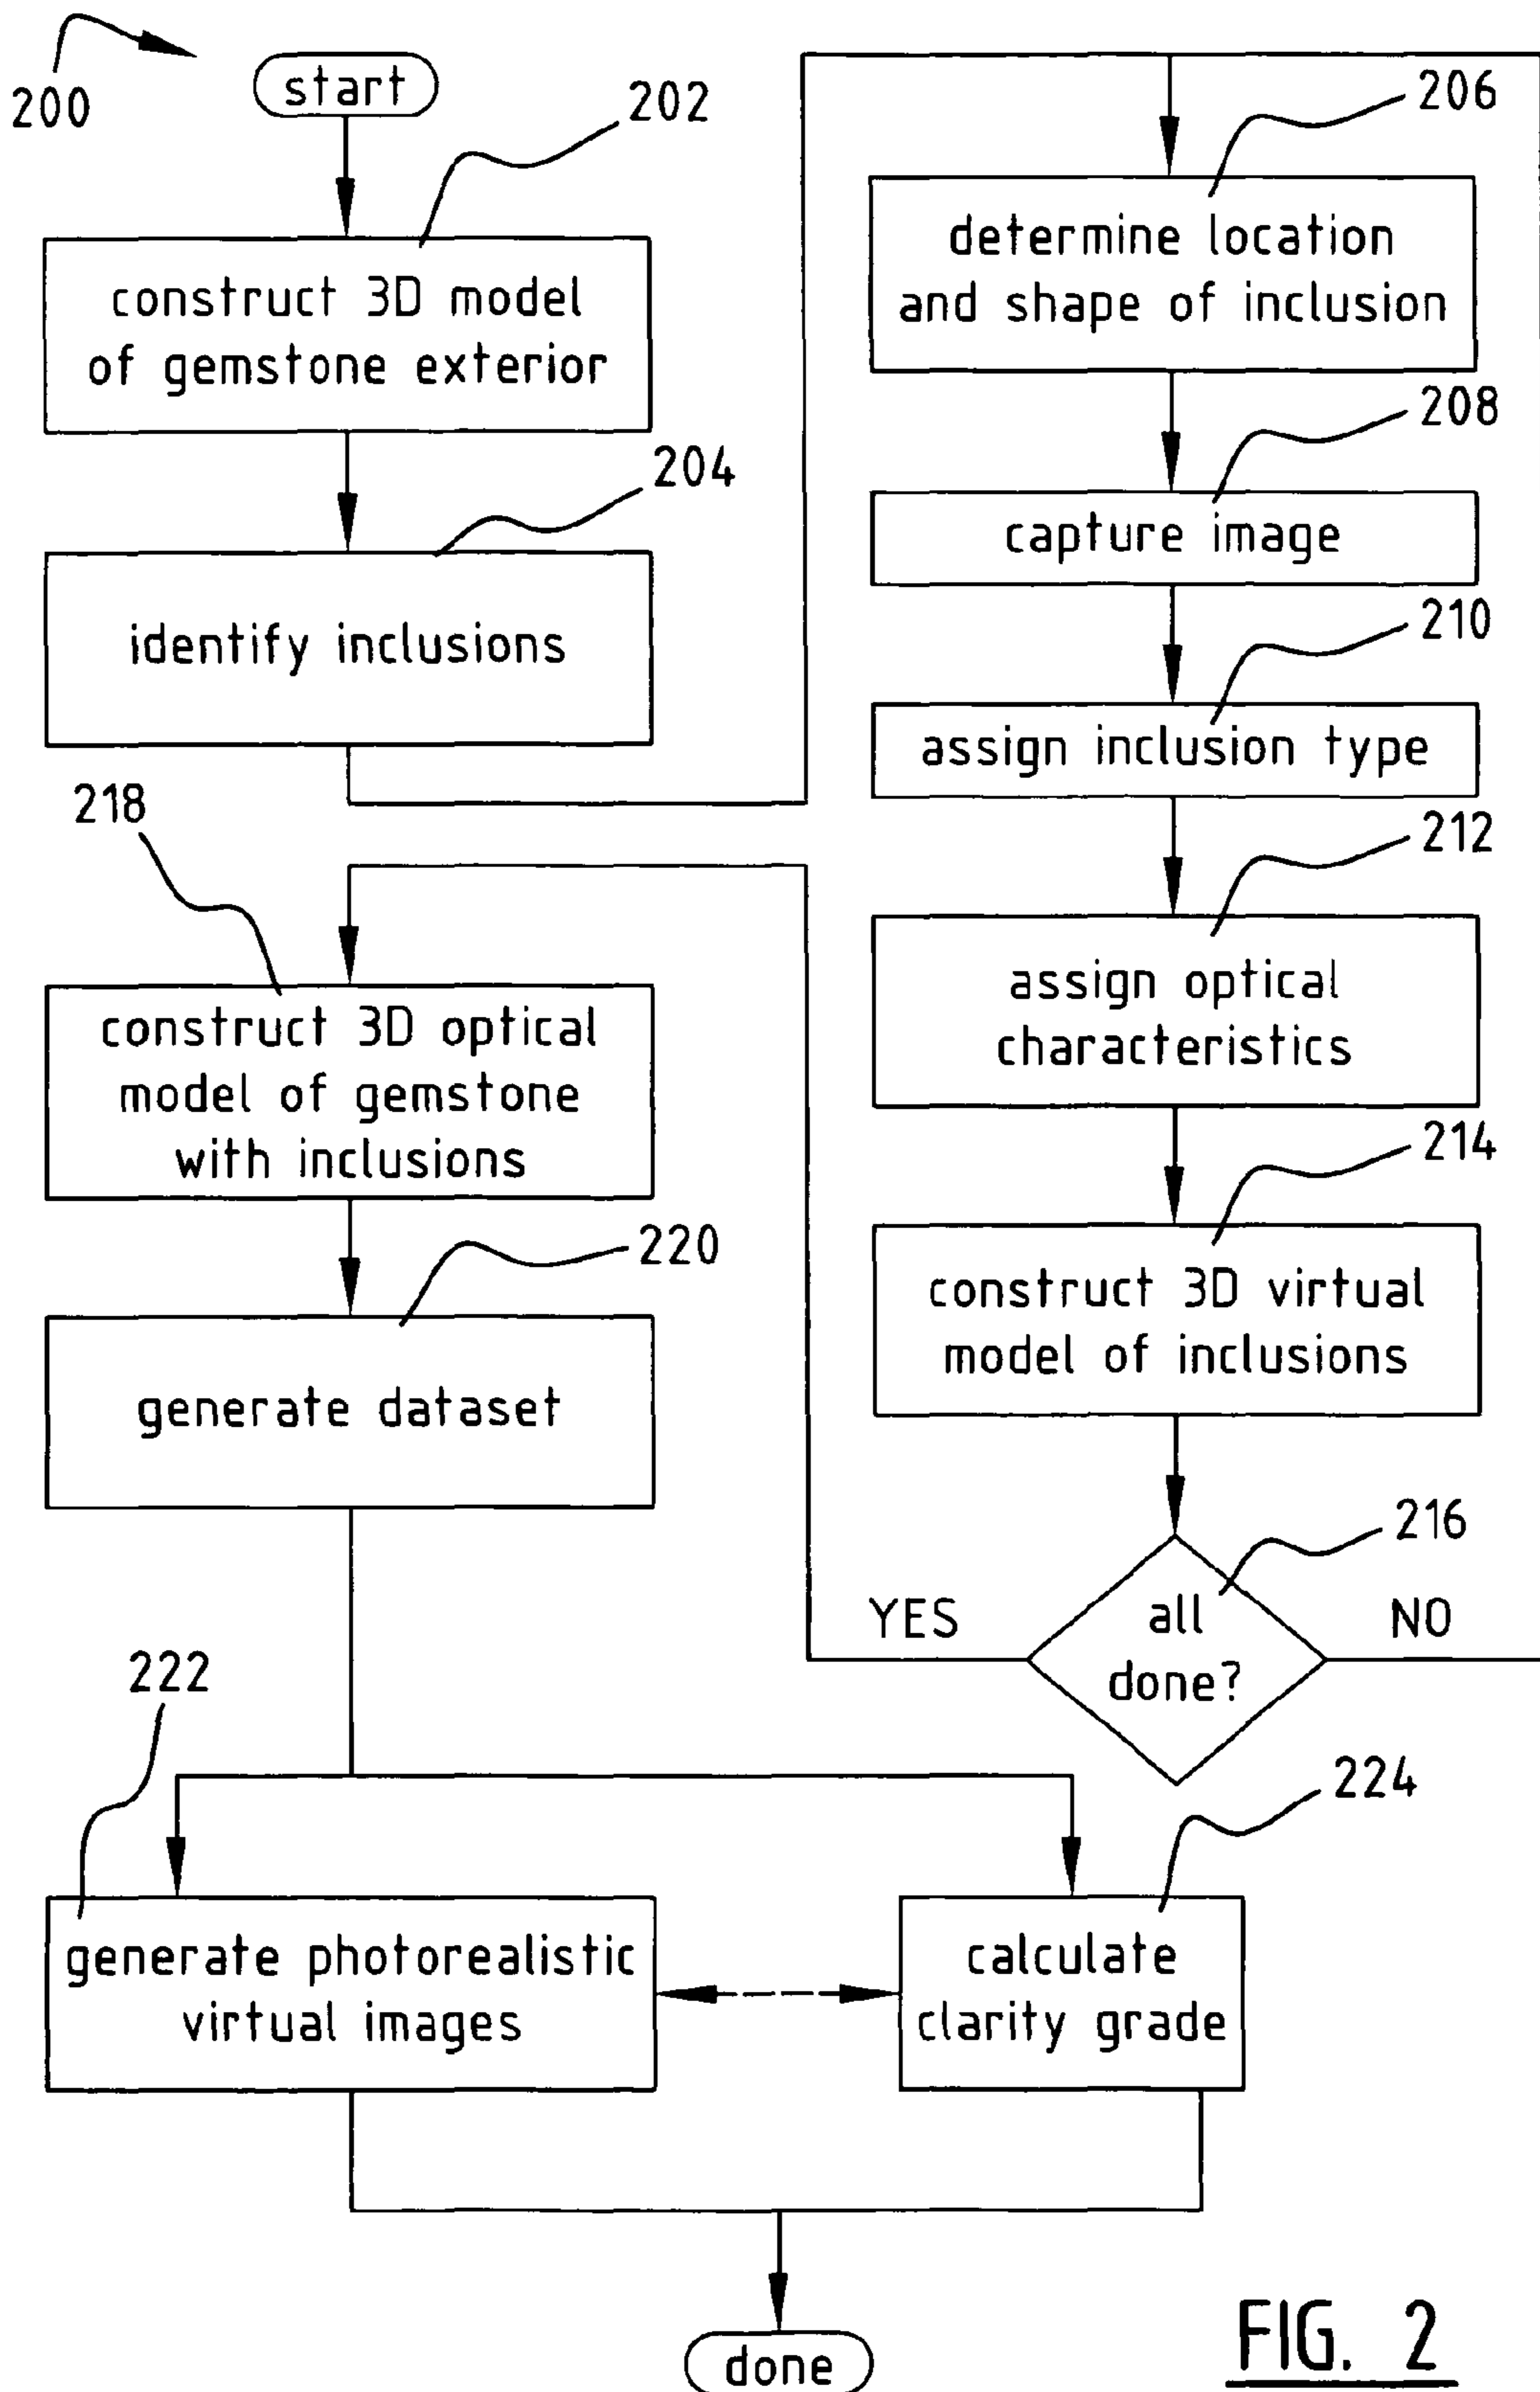 200
start
202
construct 3D model
of gemstone exterior
204
identify inclusions
206
determine location
and shape of inclusion
208
capture image
210
assign inclusion type
212
assign optical
characteristics
214
construct 3D virtual
model of inclusions
216
all
done?
YES
NO
218
construct 3D optical
model of gemstone
with inclusions
220
generate dataset
222
generate photorealistic
virtual images
224
calculate
clarity grade
done
FIG. 2